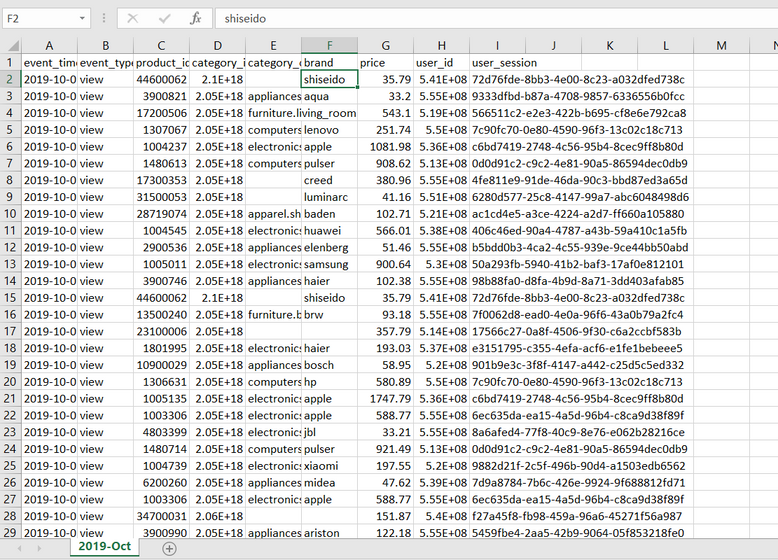 F2 fx shiseido
A B C D E F G H I J K L M N
1 event_time event_type product_id category_i category_c brand price user_id user_session
2 2019-10-0 view 44600062 2.1E+18 shiseido 35.79 5.41E+08 72d76fde-8bb3-4e00-8c23-a032dfed738c
3 2019-10-0 view 3900821 2.05E+18 appliances aqua 33.2 5.55E+08 9333dfbd-b87a-4708-9857-6336556b0fcc
4 2019-10-0 view 17200506 2.05E+18 furniture.living_room 543.1 5.19E+08 566511c2-e2e3-422b-b695-cf8e6e792ca8
5 2019-10-0 view 1307067 2.05E+18 computers lenovo 251.74 5.5E+08 7c90fc70-0e80-4590-96f3-13c02c18c713
6 2019-10-0 view 1004237 2.05E+18 electronics apple 1081.98 5.36E+08 c6bd7419-2748-4c56-95b4-8cec9ff8b80d
7 2019-10-0 view 1480613 2.05E+18 computers pulser 908.62 5.13E+08 0d0d91c2-c9c2-4e81-90a5-86594dec0db9
8 2019-10-0 view 17300353 2.05E+18 creed 380.96 5.55E+08 4fe811e9-91de-46da-90c3-bbd87ed3a65d
9 2019-10-0 view 31500053 2.05E+18 luminarc 41.16 5.51E+08 6280d577-25c8-4147-99a7-abc6048498d6
10 2019-10-0 view 28719074 2.05E+18 apparel.sh baden 102.71 5.21E+08 ac1cd4e5-a3ce-4224-a2d7-ff660a105880
11 2019-10-0 view 1004545 2.05E+18 electronics huawei 566.01 5.38E+08 406c46ed-90a4-4787-a43b-59a410c1a5fb
12 2019-10-0 view 2900536 2.05E+18 appliances elenberg 51.46 5.55E+08 b5bdd0b3-4ca2-4c55-939e-9ce44bb50abd
13 2019-10-0 view 1005011 2.05E+18 electronics samsung 900.64 5.3E+08 50a293fb-5940-41b2-baf3-17af0e812101
14 2019-10-0 view 3900746 2.05E+18 appliances haier 102.38 5.55E+08 98b88fa0-d8fa-4b9d-8a71-3dd403afab85
15 2019-10-0 view 44600062 2.1E+18 shiseido 35.79 5.41E+08 72d76fde-8bb3-4e00-8c23-a032dfed738c
16 2019-10-0 view 13500240 2.05E+18 furniture.b brw 93.18 5.55E+08 7f0062d8-ead0-4e0a-96f6-43a0b79a2fc4
17 2019-10-0 view 23100006 2.05E+18 357.79 5.14E+08 17566c27-0a8f-4506-9f30-c6a2ccbf583b
18 2019-10-0 view 1801995 2.05E+18 electronics haier 193.03 5.37E+08 e3151795-c355-4efa-acf6-e1fe1bebeee5
19 2019-10-0 view 10900029 2.05E+18 appliances bosch 58.95 5.2E+08 901b9e3c-3f8f-4147-a442-c25d5c5ed332
20 2019-10-0 view 1306631 2.05E+18 computers hp 580.89 5.5E+08 7c90fc70-0e80-4590-96f3-13c02c18c713
21 2019-10-0 view 1005135 2.05E+18 electronics apple 1747.79 5.36E+08 c6bd7419-2748-4c56-95b4-8cec9ff8b80d
22 2019-10-0 view 1003306 2.05E+18 electronics apple 588.77 5.55E+08 6ec635da-ea15-4a5d-96b4-c8ca9d38f89f
23 2019-10-0 view 4803399 2.05E+18 electronics jbl 33.21 5.55E+08 8a6afed4-77f8-40c9-8e76-e062b28216ce
24 2019-10-0 view 1480714 2.05E+18 computers pulser 921.49 5.13E+08 0d0d91c2-c9c2-4e81-90a5-86594dec0db9
25 2019-10-0 view 1004739 2.05E+18 electronics xiaomi 197.55 5.2E+08 9882d21f-2c5f-496b-90d4-a1503edb6562
26 2019-10-0 view 6200260 2.05E+18 appliances midea 47.62 5.39E+08 7d9a8784-7b6c-426e-9924-9f688812fd71
27 2019-10-0 view 1003306 2.05E+18 electronics apple 588.77 5.55E+08 6ec635da-ea15-4a5d-96b4-c8ca9d38f89f
28 2019-10-0 view 34700031 2.06E+18 151.87 5.4E+08 f27a45f8-fb98-459a-96a6-45271f56a987
29 2019-10-0 view 3900990 2.05E+18 appliances ariston 122.18 5.55E+08 5459fbe4-2aa5-42b9-9064-05f853218fe0
2019-Oct